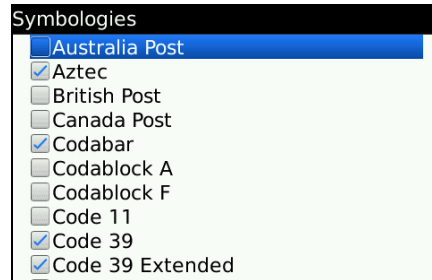 Symbologies
Australia Post
Aztec
British Post
Canada Post
Codabar
Codablock A
Codablock F
Code 11
Code 39
Code 39 Extended